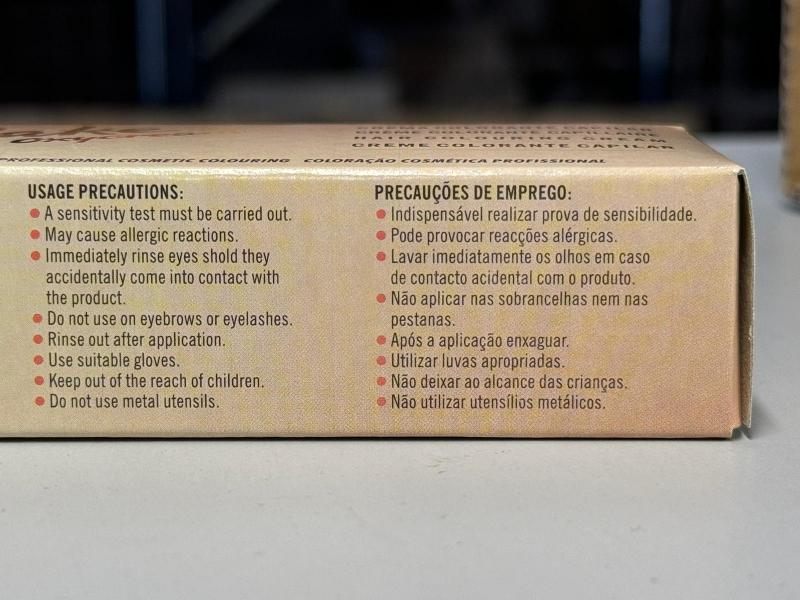 HAIR COLOURING CREAM
CREME COLORANTE CAPILAR
PROFESSIONAL COSMETIC COLOURING COLORAÇÃO COSMÉTICA PROFISSIONAL
USAGE PRECAUTIONS:
A sensitivity test must be carried out.
May cause allergic reactions.
Immediately rinse eyes shold they
accidentally come into contact with
the product.
Do not use on eyebrows or eyelashes.
Rinse out after application.
Use suitable gloves.
Keep out of the reach of children.
Do not use metal utensils.
PRECAUÇÕES DE EMPREGO:
Indispensável realizar prova de sensibilidade.
Pode provocar reacções alérgicas.
Lavar imediatamente os olhos em caso
de contacto acidental com o produto.
Não aplicar nas sobrancelhas nem nas
pestanas.
Após a aplicação enxaguar.
Utilizar luvas apropriadas.
Não deixar ao alcance das crianças.
Não utilizar utensílios metálicos.